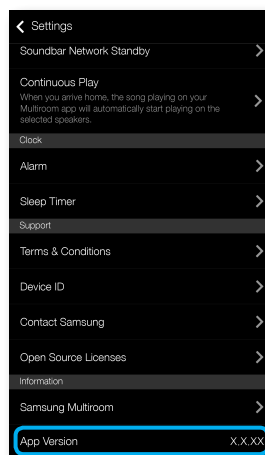 Settings
Soundbar Network Standby
Continuous Play
When you arrive home, the song playing on your
Multiroom app will automatically start playing on the
selected speakers.
Clock
Alarm
Sleep Timer
Support
Terms & Conditions
Device ID
Contact Samsung
Open Source Licenses
Information
Samsung Multiroom
App Version X.X.XX